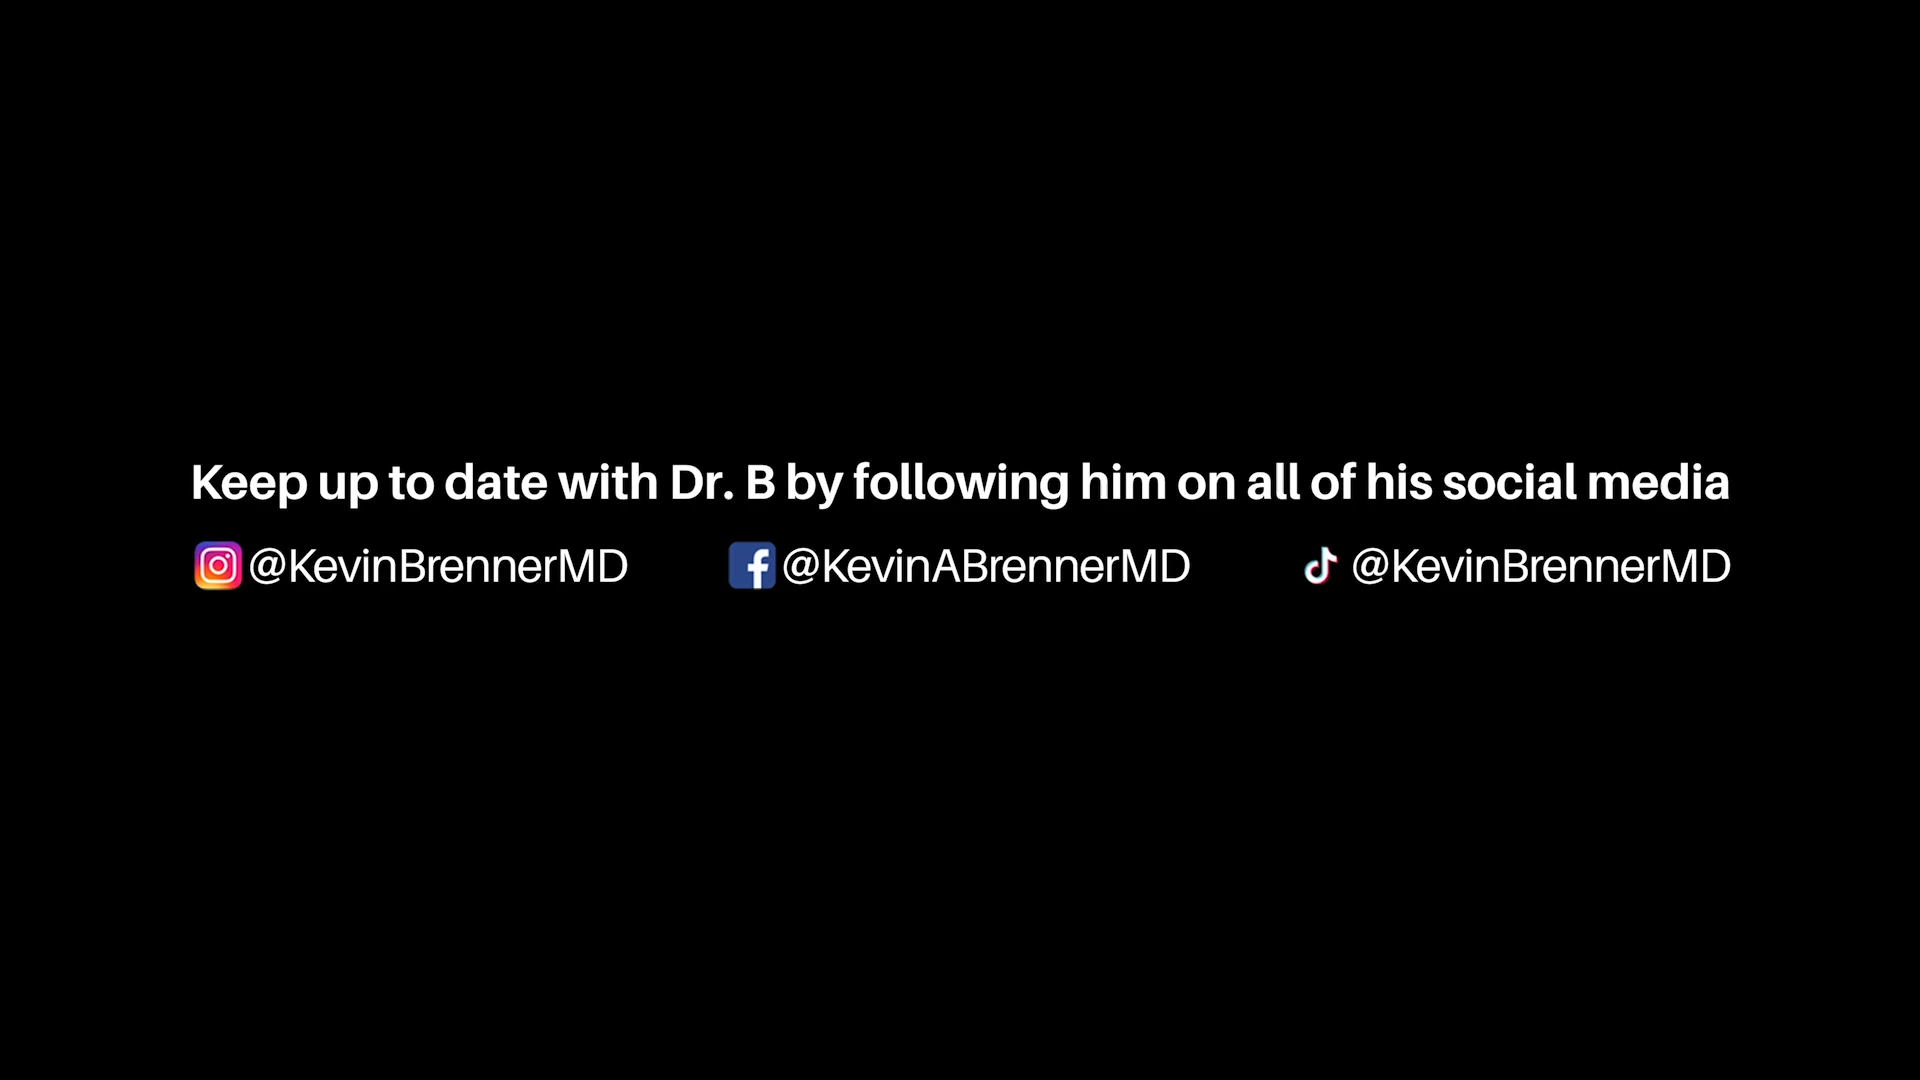 Keep up to date with Dr. B by following him on all of his social media
@KevinBrennerMD @KevinABrennerMD @KevinBrennerMD